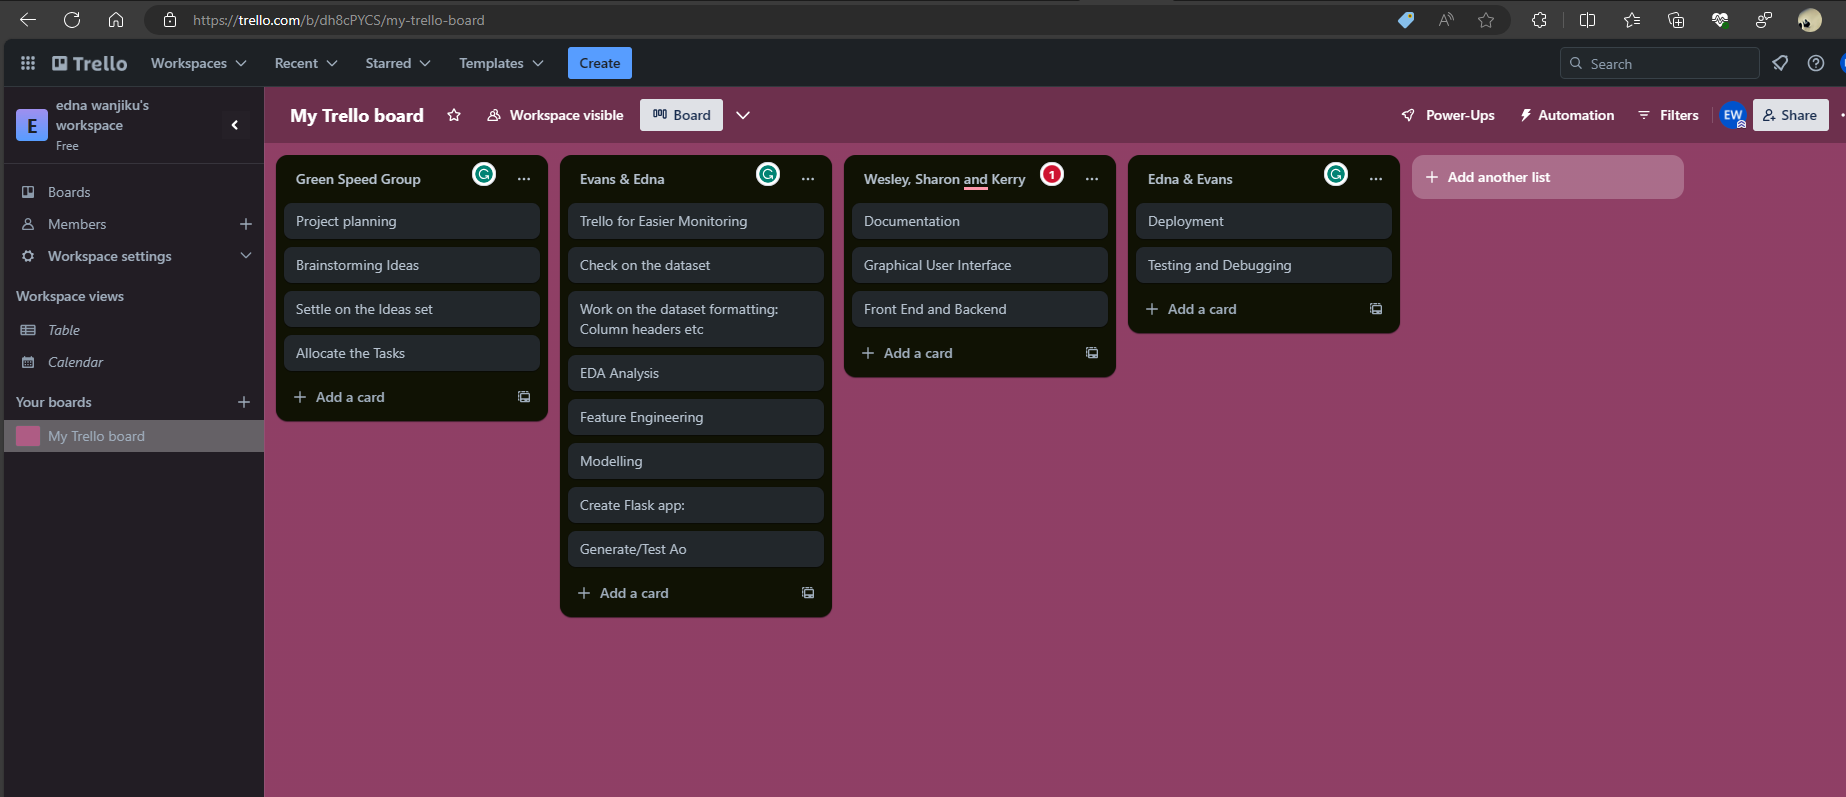 https://trello.com/b/dh8cPYCS/my-trello-board
Trello
Workspaces
Recent
Starred
Templates
Create
Search
E
edna wanjiku's
workspace
Free
Boards
Members
Workspace settings
Workspace views
Table
Calendar
Your boards
My Trello board
My Trello board
Workspace visible
Board
Power-Ups
Automation
Filters
EW
Share
Green Speed Group
Project planning
Brainstorming Ideas
Settle on the Ideas set
Allocate the Tasks
Add a card
Evans & Edna
Trello for Easier Monitoring
Check on the dataset
Work on the dataset formatting:
Column headers etc
EDA Analysis
Feature Engineering
Modelling
Create Flask app:
Generate/Test Ao
Add a card
Wesley, Sharon and Kerry
1
Documentation
Graphical User Interface
Front End and Backend
Add a card
Edna & Evans
Deployment
Testing and Debugging
Add a card
Add another list